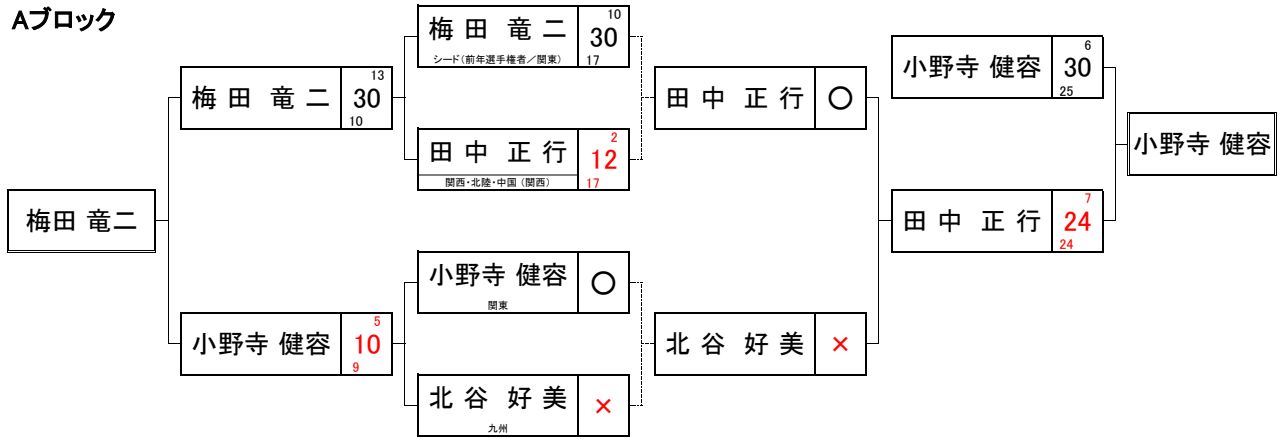 Aブロック
梅田 竜二
梅 田 竜 二
13
30
10
小野寺 健容
5
10
9
梅 田 竜 二
シード（前年選手権者／関東）
10
30
17
田 中 正 行
関西・北陸・中国（関西）
2
12
17
小野寺 健容
関東
○
北 谷 好 美
九州
×
田 中 正 行
○
北 谷 好 美
×
小野寺 健容
6
30
25
田 中 正 行
7
24
24
小野寺 健容